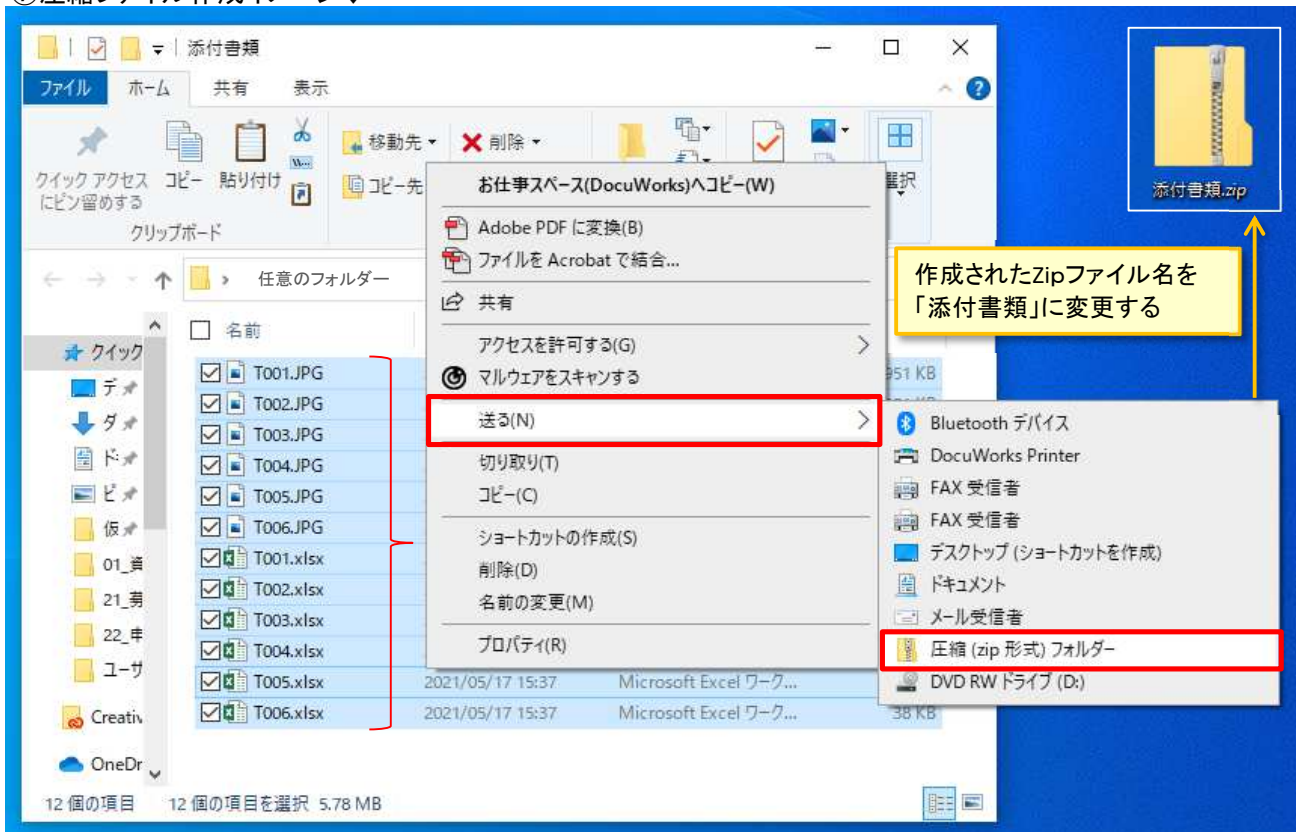 添付書類
ファイル ホーム 共有 表示
クイック アクセス
にピン留めする
コピー 貼り付け
移動先 削除
コピー先
選択
クリップボード
お仕事スペース(DocuWorks)へコピー(W)
Adobe PDF に変換(B)
ファイルを Acrobat で結合...
共有
アクセスを許可する(G)
マルウェアをスキャンする
送る(N)
切り取り(T)
コピー(C)
ショートカットの作成(S)
削除(D)
名前の変更(M)
プロパティ(R)
任意のフォルダー
名前
クイック
デ
ダ
ド
ピ
仮
01_資
21_募
22_申
ユーザ
Creativ
OneDr
T001.JPG 951 KB
T002.JPG
T003.JPG
T004.JPG
T005.JPG
T006.JPG
T001.xlsx
T002.xlsx
T003.xlsx
T004.xlsx
T005.xlsx 2021/05/17 15:37 Microsoft Excel ワーク...
T006.xlsx 2021/05/17 15:37 Microsoft Excel ワーク... 38 KB
Bluetooth デバイス
DocuWorks Printer
FAX 受信者
FAX 受信者
デスクトップ (ショートカットを作成)
ドキュメント
メール受信者
圧縮 (zip 形式) フォルダー
DVD RW ドライブ (D:)
12 個の項目 12 個の項目を選択 5.78 MB
添付書類.zip
作成されたZipファイル名を
「添付書類」に変更する